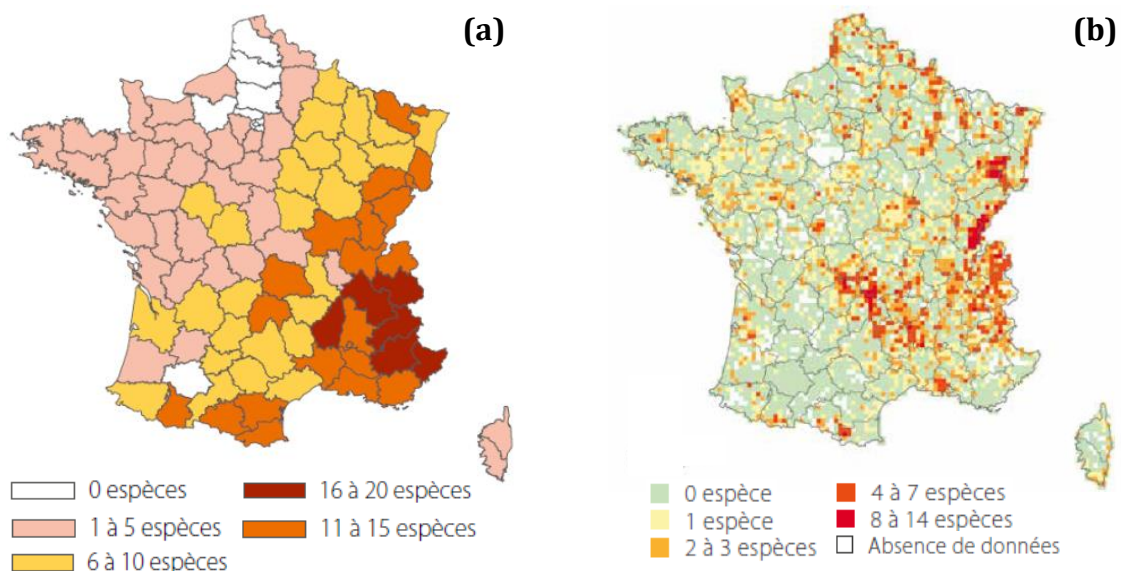 (a)
(b)
0 espèces
16 à 20 espèces
1 à 5 espèces
11 à 15 espèces
6 à 10 espèces
0 espèce
4 à 7 espèces
1 espèce
8 à 14 espèces
2 à 3 espèces
Absence de données